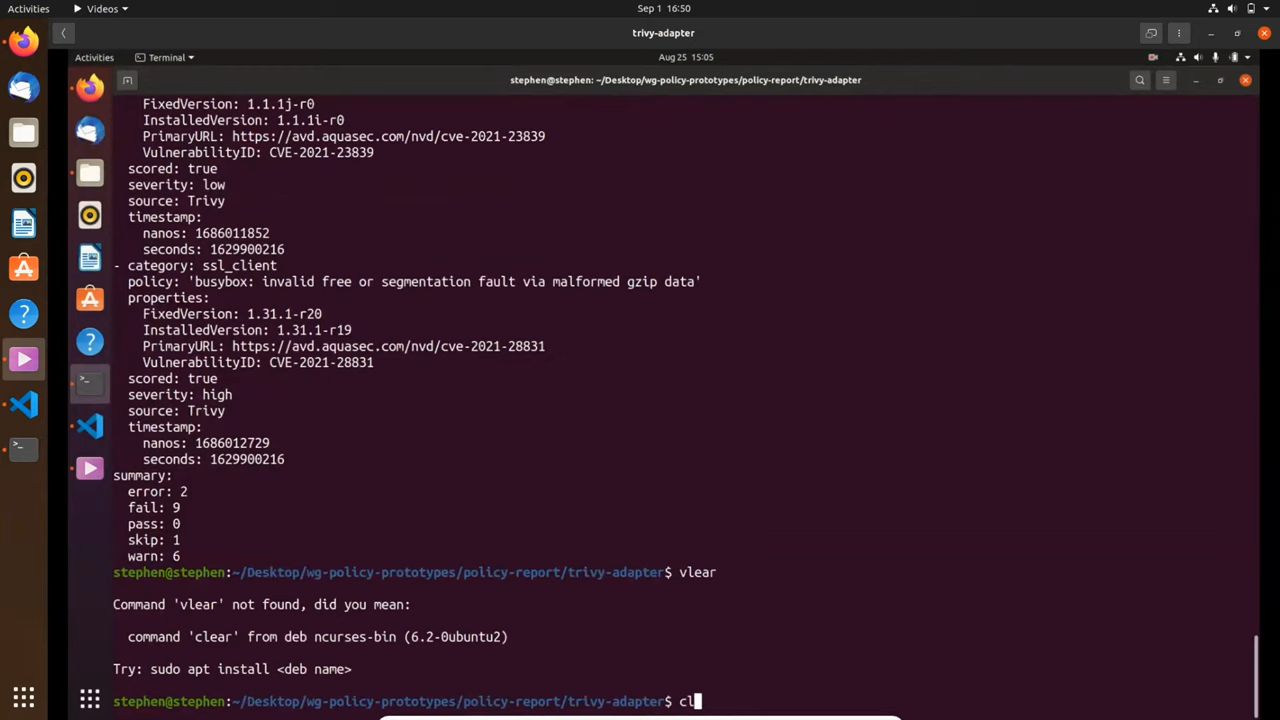 Activities
Videos
Sep 1 16:50
trivy-adapter
Activities
Terminal
Aug 25 15:05
stephen@stephen: ~/Desktop/wg-policy-prototypes/policy-report/trivy-adapter
FixedVersion: 1.1.1j-r0
InstalledVersion: 1.1.1i-r0
PrimaryURL: https://avd.aquasec.com/nvd/cve-2021-23839
VulnerabilityID: CVE-2021-23839
scored: true
severity: low
source: Trivy
timestamp:
nanos: 1686011852
seconds: 1629900216
- category: ssl_client
policy: 'busybox: invalid free or segmentation fault via malformed gzip data'
properties:
FixedVersion: 1.31.1-r20
InstalledVersion: 1.31.1-r19
PrimaryURL: https://avd.aquasec.com/nvd/cve-2021-28831
VulnerabilityID: CVE-2021-28831
scored: true
severity: high
source: Trivy
timestamp:
nanos: 1686012729
seconds: 1629900216
summary:
error: 2
fail: 9
pass: 0
skip: 1
warn: 6
stephen@stephen:~/Desktop/wg-policy-prototypes/policy-report/trivy-adapter$ vlear
Command 'vlear' not found, did you mean:
command 'clear' from deb ncurses-bin (6.2-0ubuntu2)
Try: sudo apt install <deb name>
stephen@stephen:~/Desktop/wg-policy-prototypes/policy-report/trivy-adapter$ cl